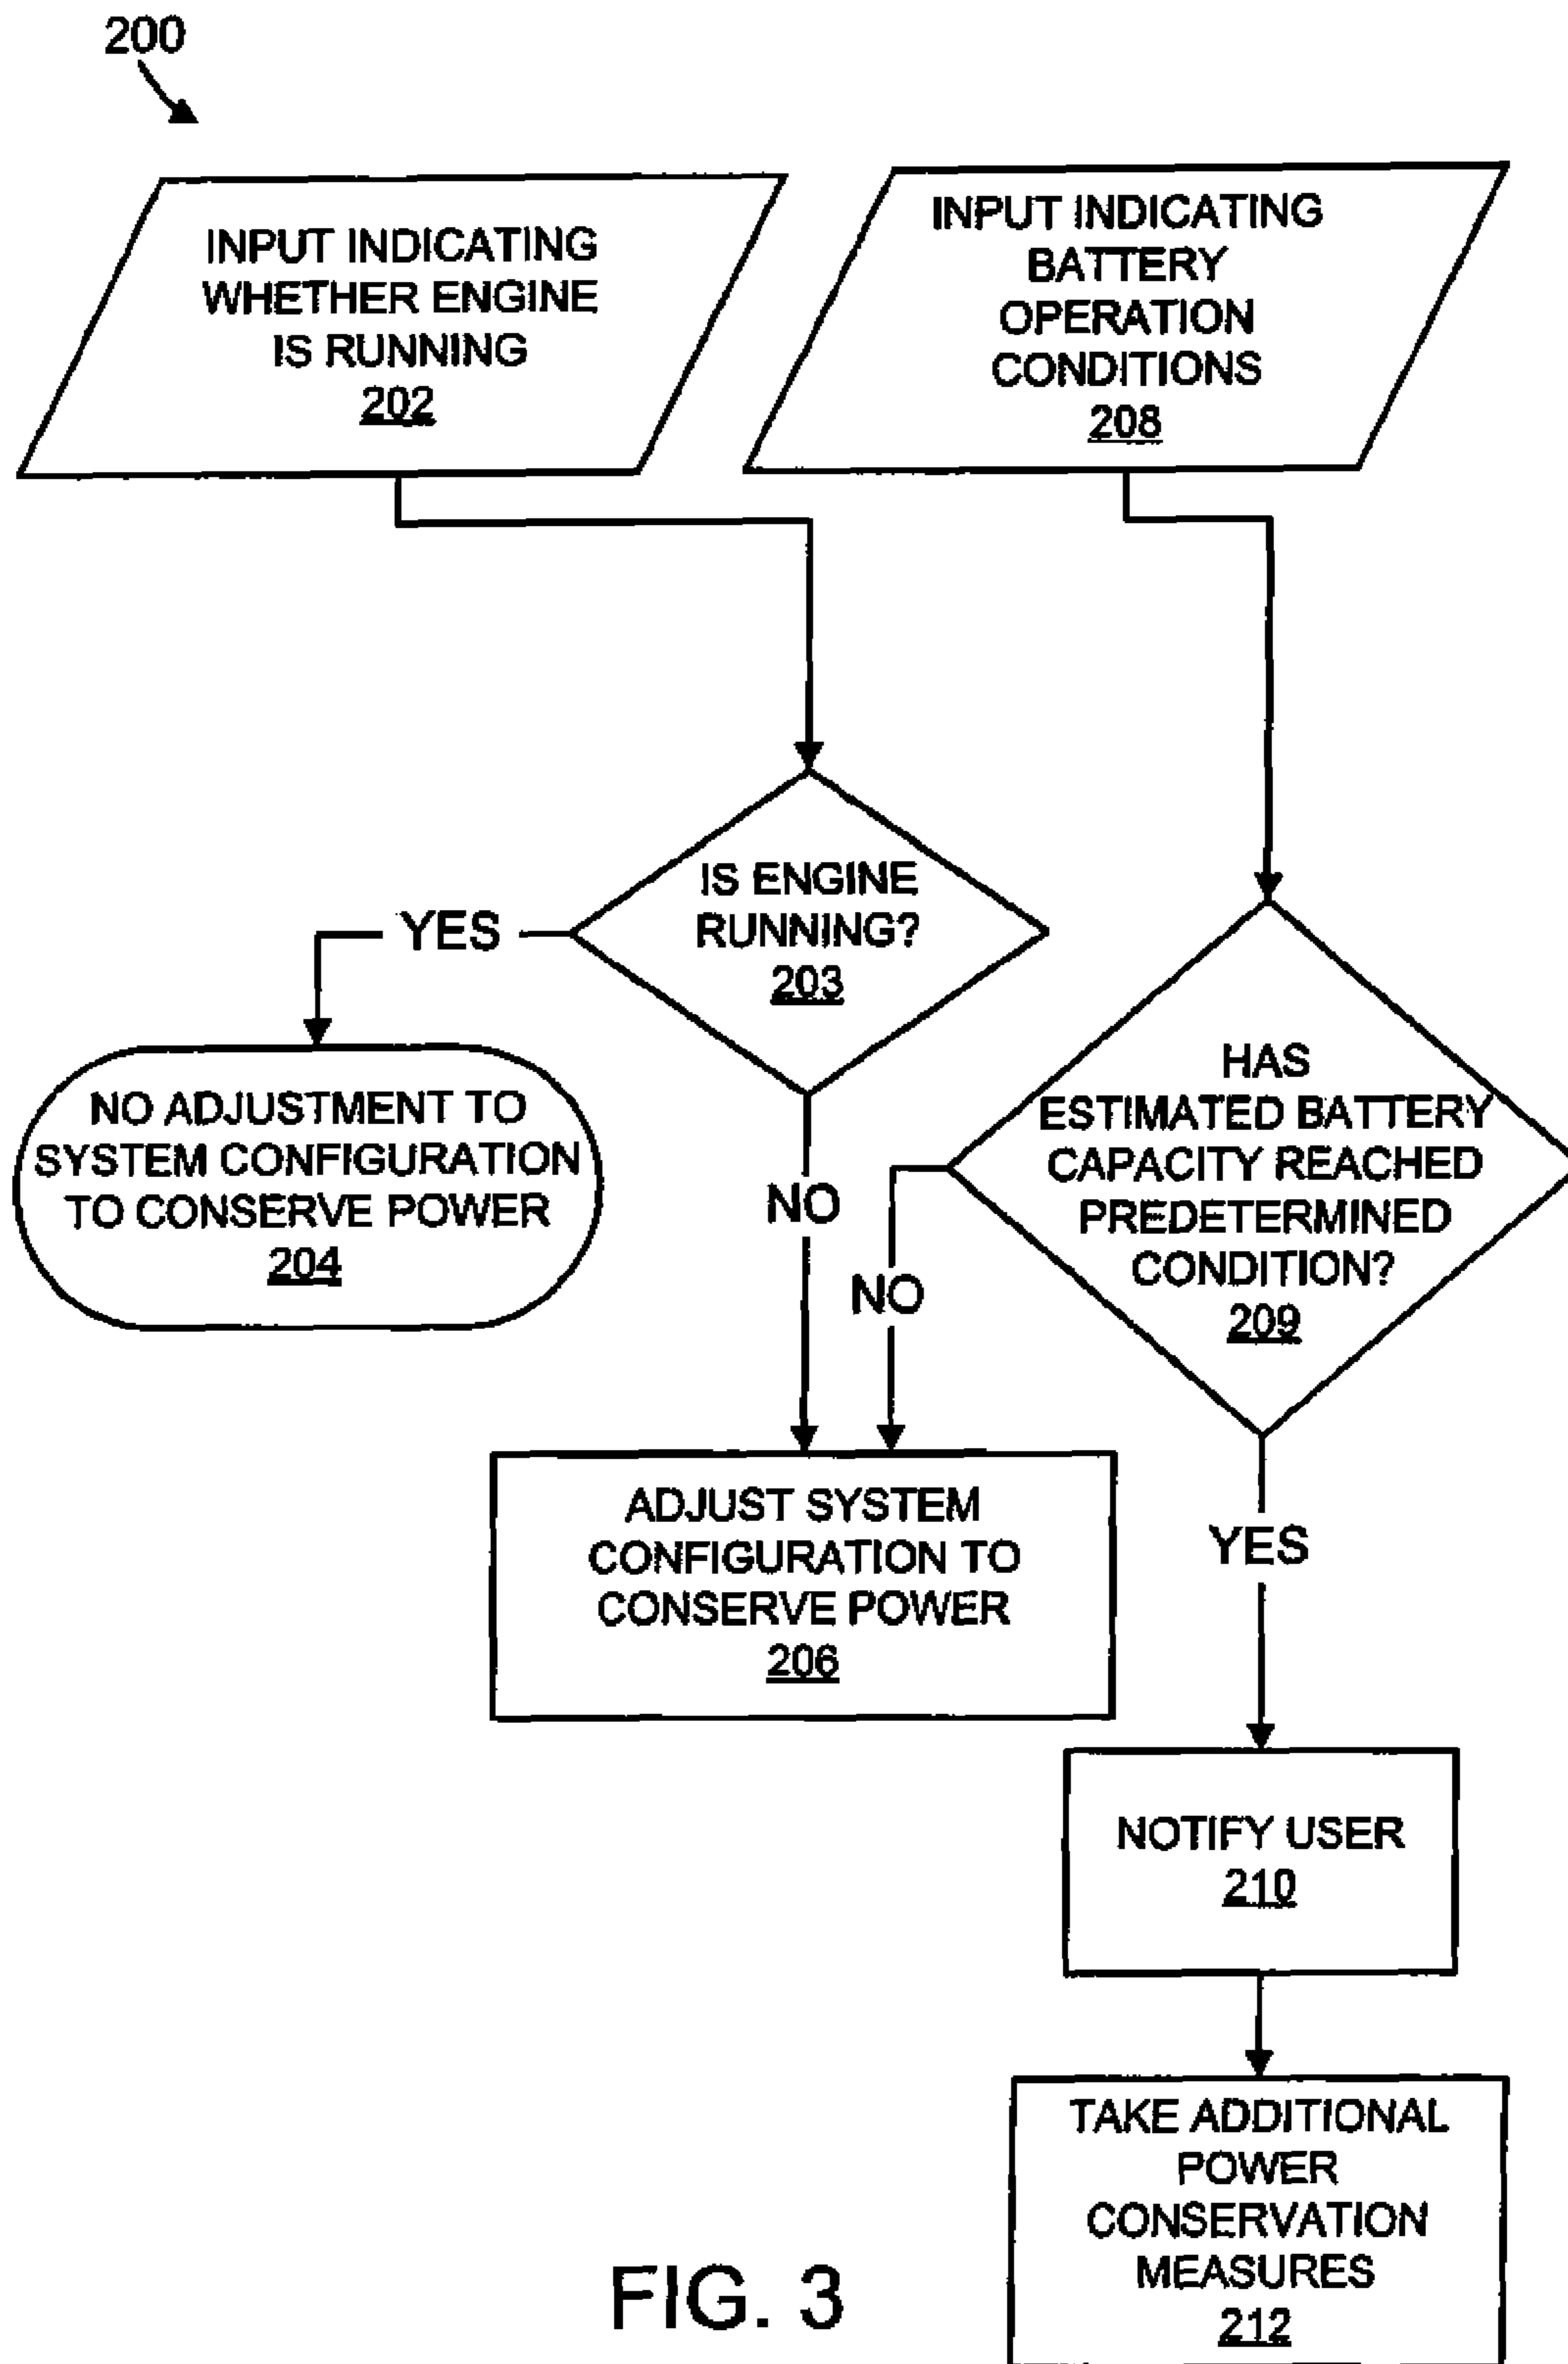 200
INPUT INDICATING
WHETHER ENGINE
IS RUNNING
202
INPUT INDICATING
BATTERY
OPERATION
CONDITIONS
208
IS ENGINE
RUNNING?
203
YES
NO ADJUSTMENT TO
SYSTEM CONFIGURATION
TO CONSERVE POWER
204
NO
HAS
ESTIMATED BATTERY
CAPACITY REACHED
PREDETERMINED
CONDITION?
209
NO
ADJUST SYSTEM
CONFIGURATION TO
CONSERVE POWER
206
YES
NOTIFY USER
210
TAKE ADDITIONAL
POWER
CONSERVATION
MEASURES
212
FIG. 3